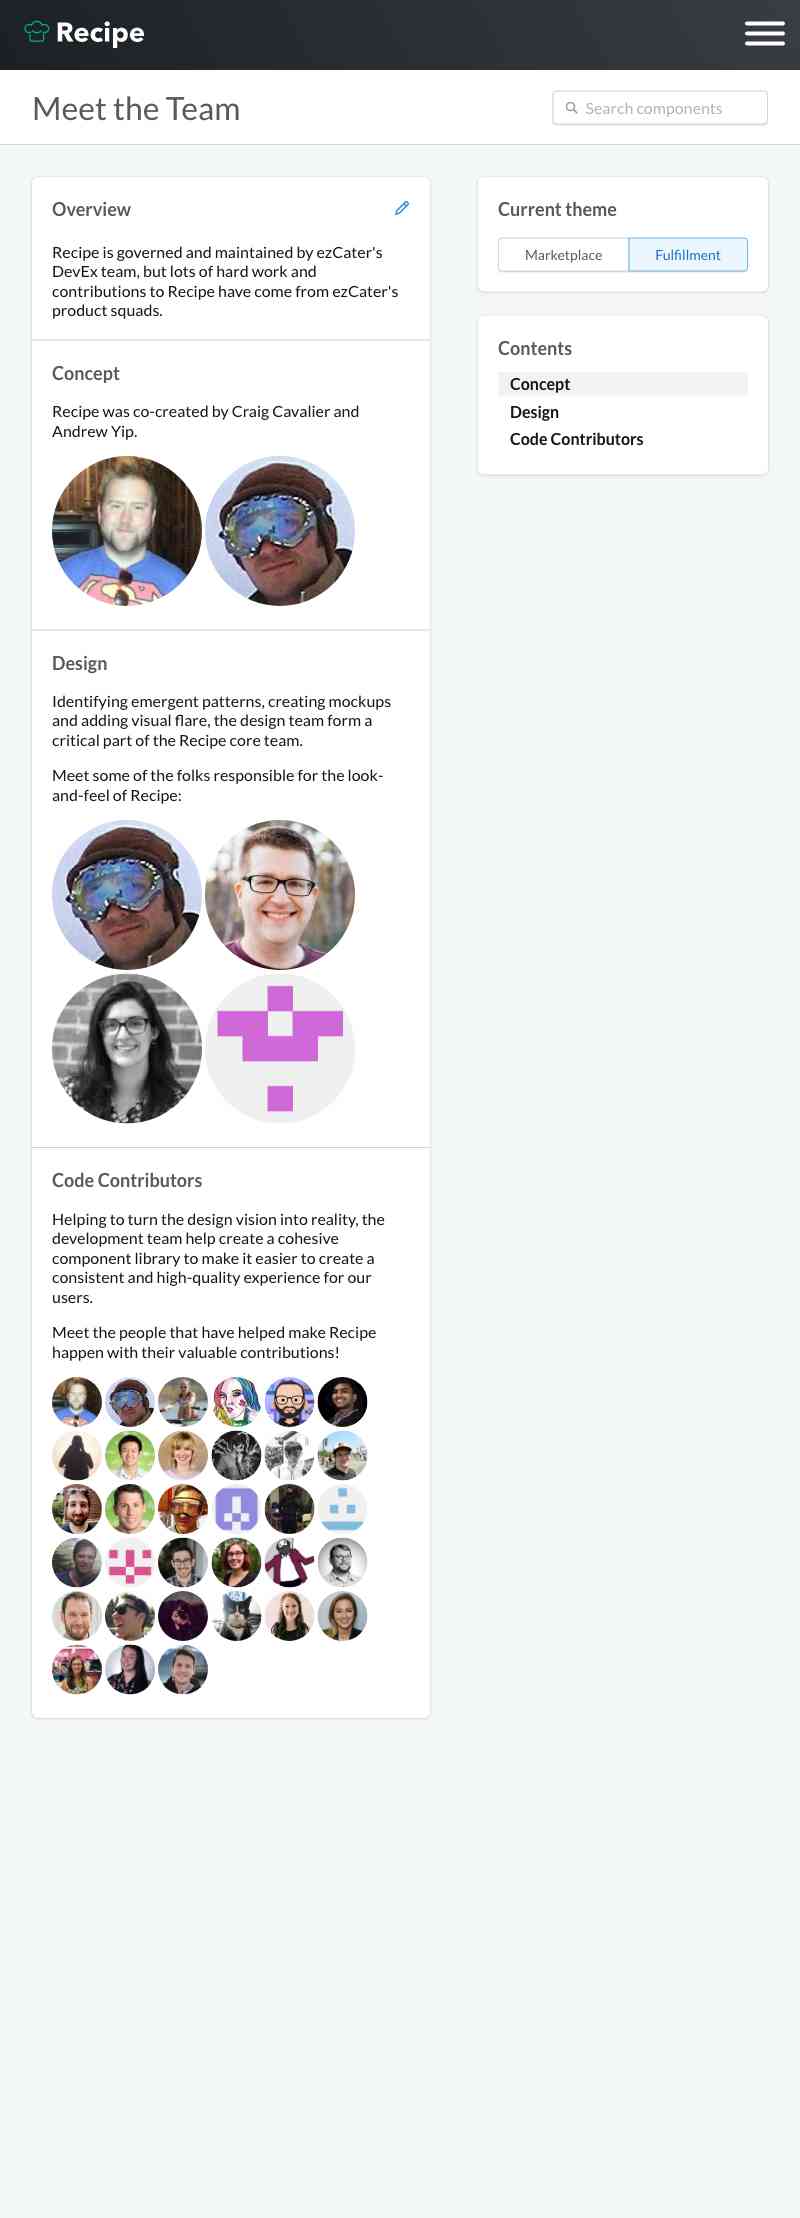 Recipe
Meet the Team
Search components
Overview
Recipe is governed and maintained by ezCater's
DevEx team, but lots of hard work and
contributions to Recipe have come from ezCater's
product squads.
Concept
Recipe was co-created by Craig Cavalier and
Andrew Yip.
Design
Identifying emergent patterns, creating mockups
and adding visual flare, the design team form a
critical part of the Recipe core team.
Meet some of the folks responsible for the look-
and-feel of Recipe:
Code Contributors
Helping to turn the design vision into reality, the
development team help create a cohesive
component library to make it easier to create a
consistent and high-quality experience for our
users.
Meet the people that have helped make Recipe
happen with their valuable contributions!
Current theme
Marketplace
Fulfillment
Contents
Concept
Design
Code Contributors